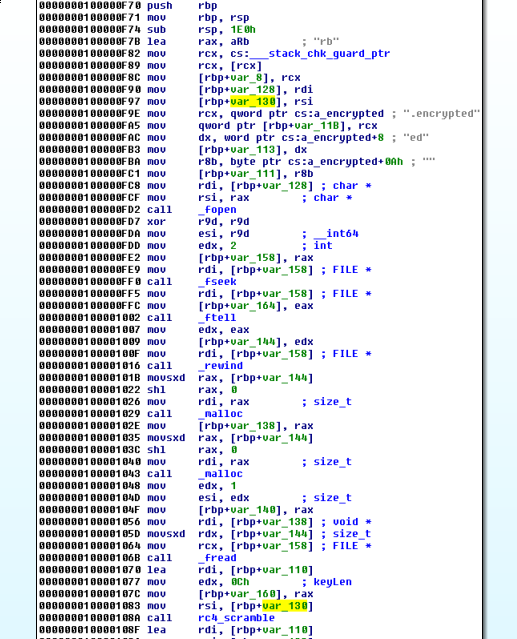 0000000100000F70 push rbp
0000000100000F71 mov rbp, rsp
0000000100000F74 sub rsp, 1E0h
0000000100000F7B lea rax, aRb ; "rb"
0000000100000F82 mov rcx, cs:___stack_chk_guard_ptr
0000000100000F89 mov rcx, [rcx]
0000000100000F8C mov [rbp+var_8], rcx
0000000100000F90 mov [rbp+var_128], rdi
0000000100000F97 mov [rbp+var_130], rsi
0000000100000F9E mov rcx, qword ptr cs:a_encrypted ; ".encrypted"
0000000100000FA5 mov qword ptr [rbp+var_11B], rcx
0000000100000FAC mov dx, word ptr cs:a_encrypted+8 ; "ed"
0000000100000FB3 mov [rbp+var_113], dx
0000000100000FBA mov r8b, byte ptr cs:a_encrypted+0Ah ; ""
0000000100000FC1 mov [rbp+var_111], r8b
0000000100000FC8 mov rdi, [rbp+var_128] ; char *
0000000100000FCF mov rsi, rax ; char *
0000000100000FD2 call _fopen
0000000100000FD7 xor r9d, r9d
0000000100000FDA mov esi, r9d ; __int64
0000000100000FDD mov edx, 2 ; int
0000000100000FE2 mov [rbp+var_158], rax
0000000100000FE9 mov rdi, [rbp+var_158] ; FILE *
0000000100000FF0 call _fseek
0000000100000FF5 mov rdi, [rbp+var_158] ; FILE *
0000000100000FFC mov [rbp+var_164], eax
0000000100001002 call _ftell
0000000100001007 mov edx, eax
0000000100001009 mov [rbp+var_144], edx
000000010000100F mov rdi, [rbp+var_158] ; FILE *
0000000100001016 call _rewind
000000010000101B movsxd rax, [rbp+var_144]
0000000100001022 shl rax, 0
0000000100001026 mov rdi, rax ; size_t
0000000100001029 call _malloc
000000010000102E mov [rbp+var_138], rax
0000000100001035 movsxd rax, [rbp+var_144]
000000010000103C shl rax, 0
0000000100001040 mov rdi, rax ; size_t
0000000100001043 call _malloc
0000000100001048 mov edx, 1
000000010000104D mov esi, edx ; size_t
000000010000104F mov [rbp+var_140], rax
0000000100001056 mov rdi, [rbp+var_138] ; void *
000000010000105D movsxd rdx, [rbp+var_144] ; size_t
0000000100001064 mov rcx, [rbp+var_158] ; FILE *
000000010000106B call _fread
0000000100001070 lea rdi, [rbp+var_110]
0000000100001077 mov edx, 0Ch ; keyLen
000000010000107C mov [rbp+var_160], rax
0000000100001083 mov rsi, [rbp+var_130]
000000010000108A call rc4_scramble
000000010000108F lea rdi, [rbp+var_110]